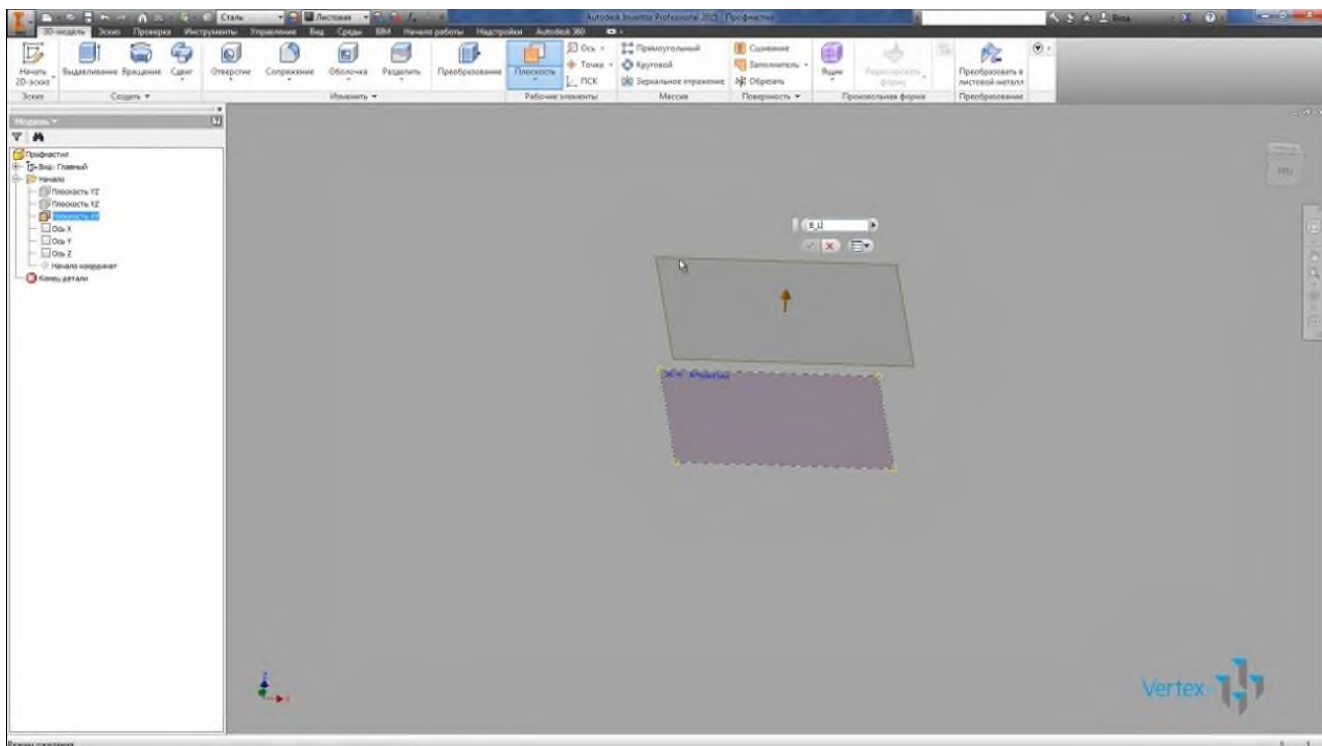 Сталь
Листовая
Autodesk Inventor Professional 2015 Профнастил
Вход
3D-модель Эскиз Проверка Инструменты Управление Вид Среды BIM Начало работы Надстройки Autodesk 360
Начать 2D-эскиз
Выдавливание Вращение Сдвиг
Отверстие Сопряжение Оболочка Разделить
Преобразование
Плоскость
Ось
Точка
ПСК
Прямоугольный
Круговой
Зеркальное отражение
Сшивание
Заполнитель
Обрезать
Ящик
Редактировать форму
Преобразовать в листовой металл
Эскиз
Создать
Изменить
Рабочие элементы
Массив
Поверхность
Произвольная форма
Преобразование
Модель
Профнастил
Вид: Главный
Начало
Плоскость YZ
Плоскость XZ
Плоскость XY
Ось X
Ось Y
Ось Z
Начало координат
Конец детали
Vertex